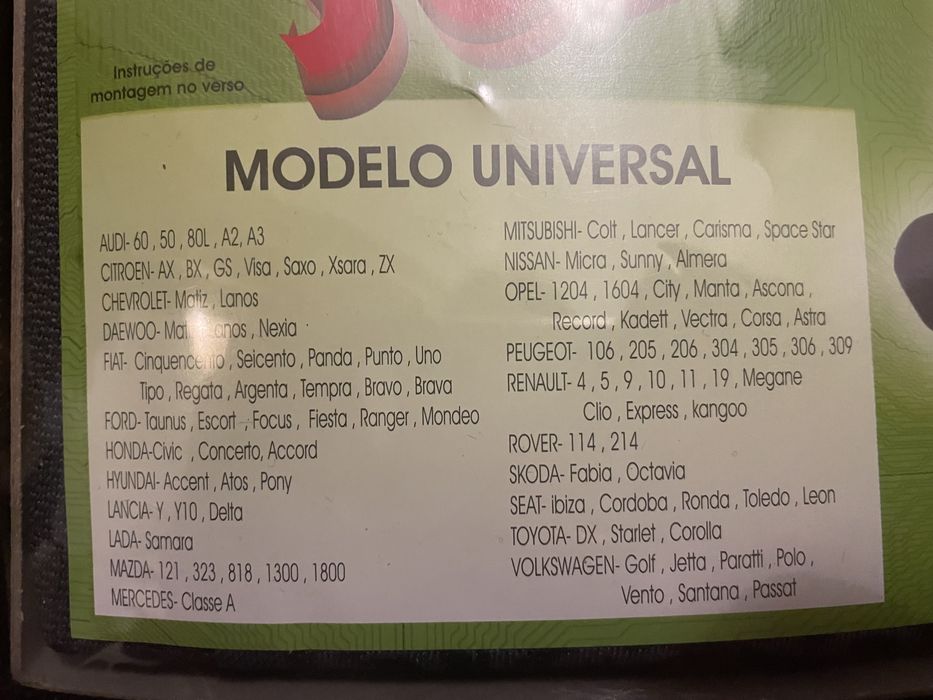 Instruções de
montagem no verso
MODELO UNIVERSAL
AUDI- 60 , 50 , 80L , A2, A3
CITROEN- AX , BX , GS , Visa , Saxo , Xsara , ZX
CHEVROLET- Matiz , Lanos
DAEWOO- Lanos , Nexia
FIAT- Cinquencento , Seicento , Panda , Punto , Uno
Tipo , Regata , Argenta , Tempra , Bravo , Brava
FORD- Taunus , Escort , Focus , Fiesta , Ranger , Mondeo
HONDA-Civic , Concerto, Accord
HYUNDAI- Accent , Atos , Pony
LANCIA- Y , Y10 , Delta
LADA- Samara
MAZDA- 121 , 323 , 818 , 1300 , 1800
MERCEDES- Classe A
MITSUBISHI- Colt , Lancer , Carisma , Space Star
NISSAN- Micra , Sunny , Almera
OPEL- 1204 , 1604 , City , Manta , Ascona ,
Record , Kadett , Vectra , Corsa , Astra
PEUGEOT- 106 , 205 , 206 , 304 , 305 , 306 , 309
RENAULT- 4 , 5 , 9 , 10 , 11 , 19 , Megane
Clio , Express , kangoo
ROVER- 114 , 214
SKODA- Fabia , Octavia
SEAT- ibiza , Cordoba , Ronda , Toledo , Leon
TOYOTA- DX , Starlet , Corolla
VOLKSWAGEN- Golf , Jetta , Paratti , Polo ,
Vento , Santana , Passat